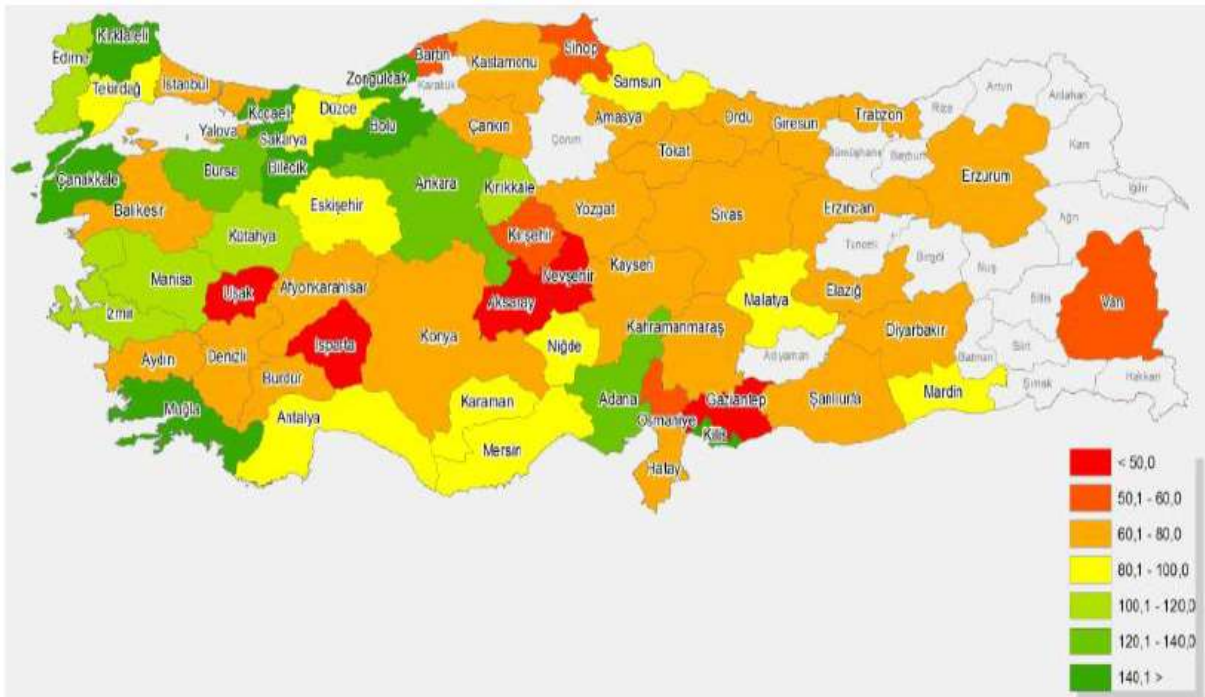 Kırklareli
Edirne
Tekirdağ
İstanbul
Kocaeli
Yalova
Sakarya
Düzce
Zonguldak
Bartın
Karabük
Kastamonu
Sinop
Samsun
Bolu
Çankırı
Çorum
Amasya
Ordu
Giresun
Trabzon
Rize
Artvin
Ardahan
Kars
Gümüşhane
Bayburt
Tokat
Erzurum
Iğdır
Ağrı
Çanakkale
Balıkesir
Bursa
Bilecik
Eskişehir
Ankara
Kırıkkale
Yozgat
Sivas
Erzincan
Tunceli
Bingöl
Muş
Bitlis
Van
Kütahya
Manisa
İzmir
Uşak
Afyonkarahisar
Kırşehir
Nevşehir
Aksaray
Kayseri
Malatya
Elazığ
Diyarbakır
Batman
Siirt
Şırnak
Hakkari
Aydın
Denizli
Isparta
Burdur
Konya
Niğde
Kahramanmaraş
Adıyaman
Muğla
Antalya
Karaman
Mersin
Adana
Osmaniye
Gaziantep
Kilis
Hatay
Şanlıurfa
Mardin
< 50,0
50,1 - 60,0
60,1 - 80,0
80,1 - 100,0
100,1 - 120,0
120,1 - 140,0
140,1 >